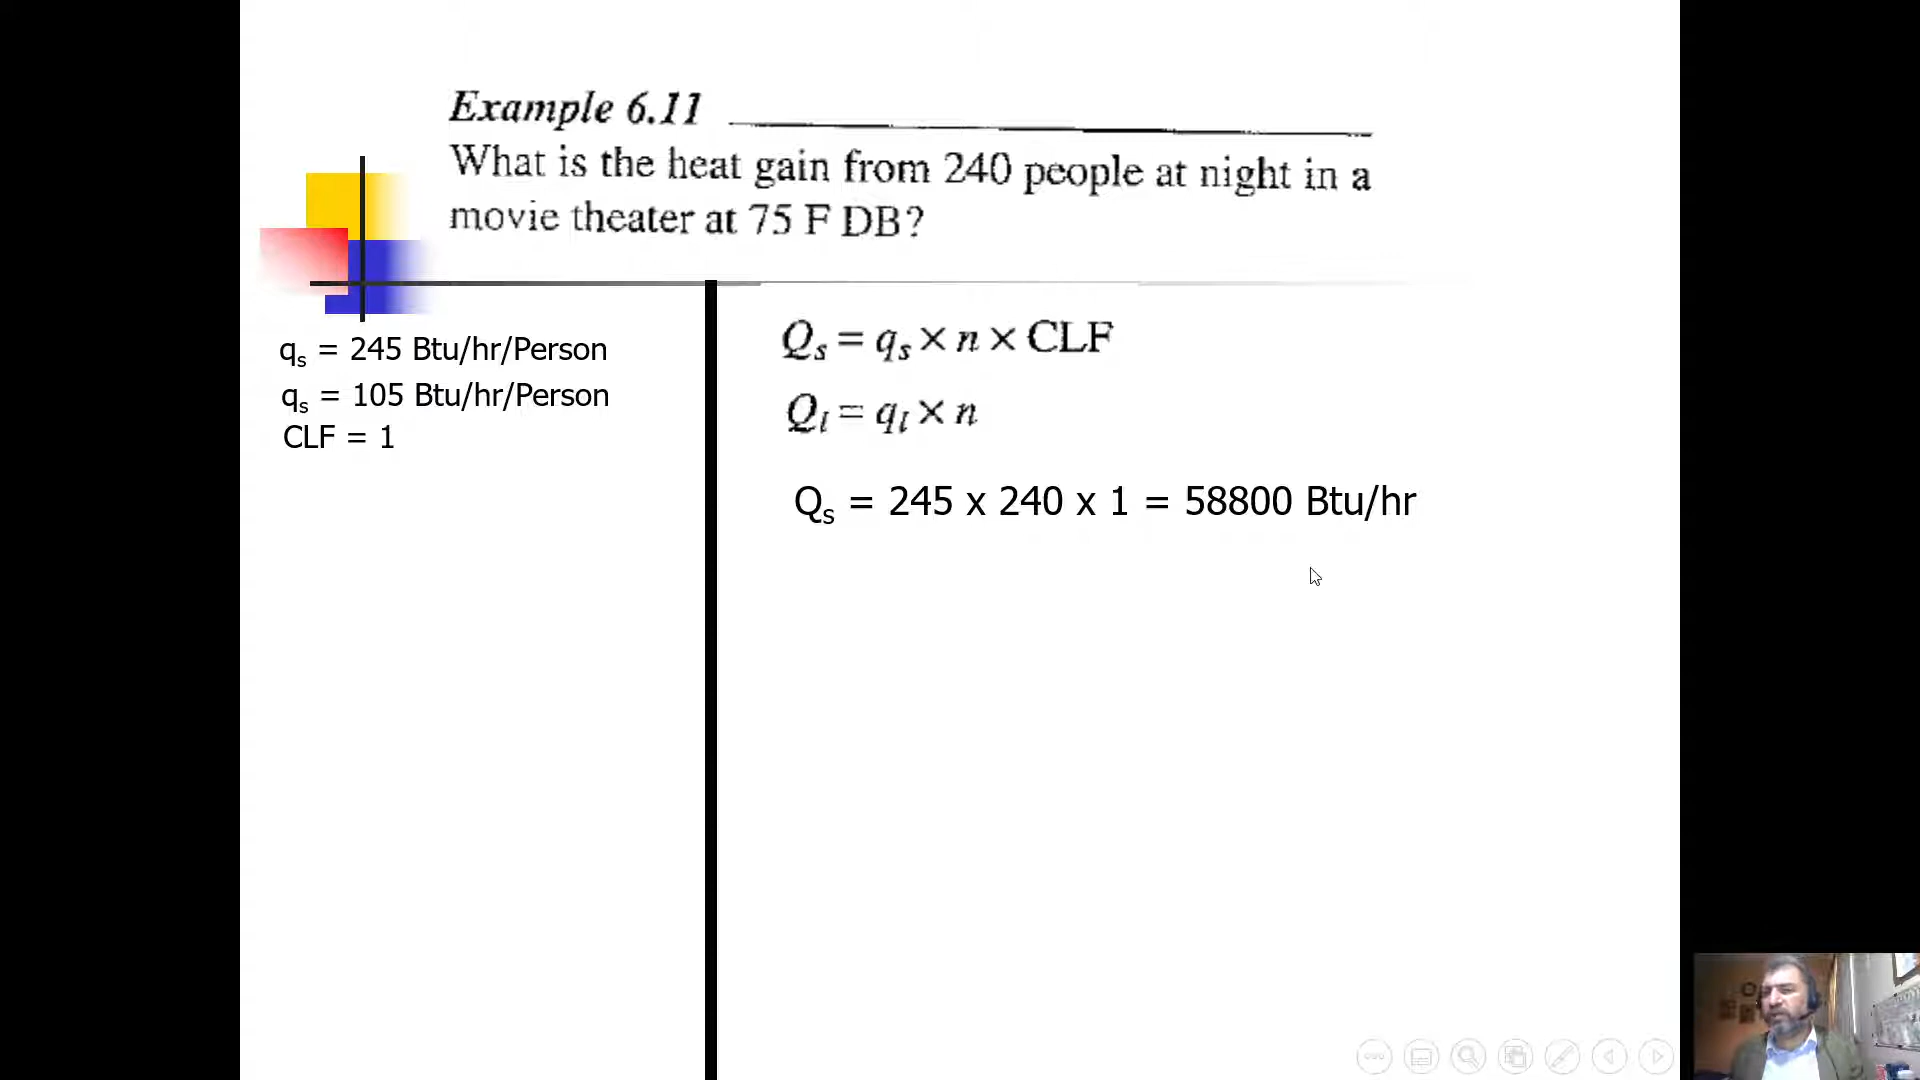 Example 6.11
What is the heat gain from 240 people at night in a
movie theater at 75 F DB?
qs = 245 Btu/hr/Person
qs = 105 Btu/hr/Person
CLF = 1
Qs = qs × n × CLF
Ql = ql × n
Qs = 245 x 240 x 1 = 58800 Btu/hr